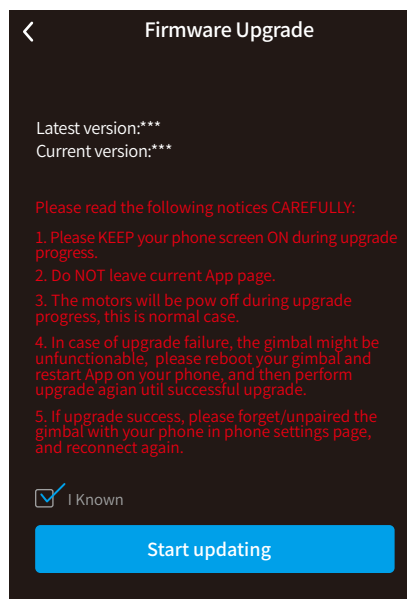 Firmware Upgrade
Latest version:***
Current version:***
Please read the following notices CAREFULLY:
1. Please KEEP your phone screen ON during upgrade
progress.
2. Do NOT leave current App page.
3. The motors will be pow off during upgrade
progress, this is normal case.
4. In case of upgrade failure, the gimbal might be
unfunctionable, please reboot your gimbal and
restart App on your phone, and then perform
upgrade agian util successful upgrade.
5. If upgrade success, please forget/unpaired the
gimbal with your phone in phone settings page,
and reconnect again.
I Known
Start updating